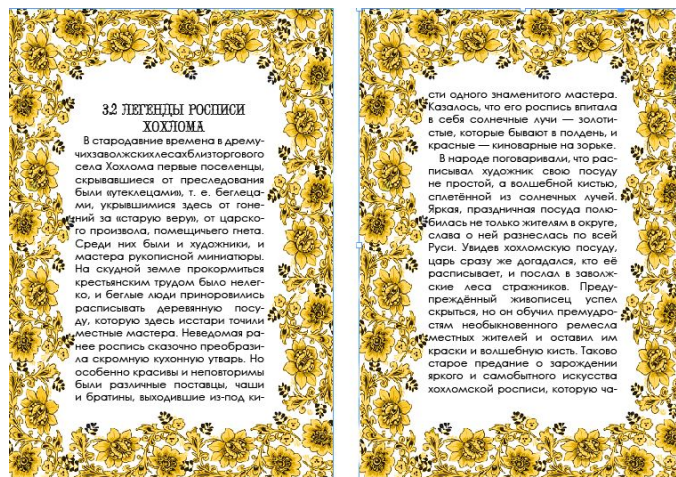 3.2 ЛЕГЕНДЫ РОСПИСИ
ХОХЛОМА
В стародавние времена в дрему-
чихзаволжскихлесахблизторгового
села Хохлома первые поселенцы,
скрывавшиеся от преследования
были «утеклецами», т. е. беглеца-
ми, укрывшимися здесь от гоне-
ний за «старую веру», от царско-
го произвола, помещичьего гнета.
Среди них были и художники, и
мастера рукописной миниатюры.
На скудной земле прокормиться
крестьянским трудом было нелег-
ко, и беглые люди приноровились
расписывать деревянную посу-
ду, которую здесь исстари точили
местные мастера. Неведомая ра-
нее роспись сказочно преобрази-
ла скромную кухонную утварь. Но
особенно красивы и неповторимы
были различные поставцы, чаши
и братины, выходившие из-под ки-
сти одного знаменитого мастера.
Казалось, что его роспись впитала
в себя солнечные лучи — золоти-
стые, которые бывают в полдень, и
красные — киноварные на зорьке.
В народе поговаривали, что рас-
писывал художник свою посуду
не простой, а волшебной кистью,
сплетённой из солнечных лучей.
Яркая, праздничная посуда полю-
билась не только жителям в округе,
слава о ней разнеслась по всей
Руси. Увидев хохломскую посуду,
царь сразу же догадался, кто её
расписывает, и послал в заволж-
ские леса стражников. Преду-
преждённый живописец успел
скрыться, но он обучил премудро-
стям необыкновенного ремесла
местных жителей и оставил им
краски и волшебную кисть. Таково
старое предание о зарождении
яркого и самобытного искусства
хохломской росписи, которую ча-